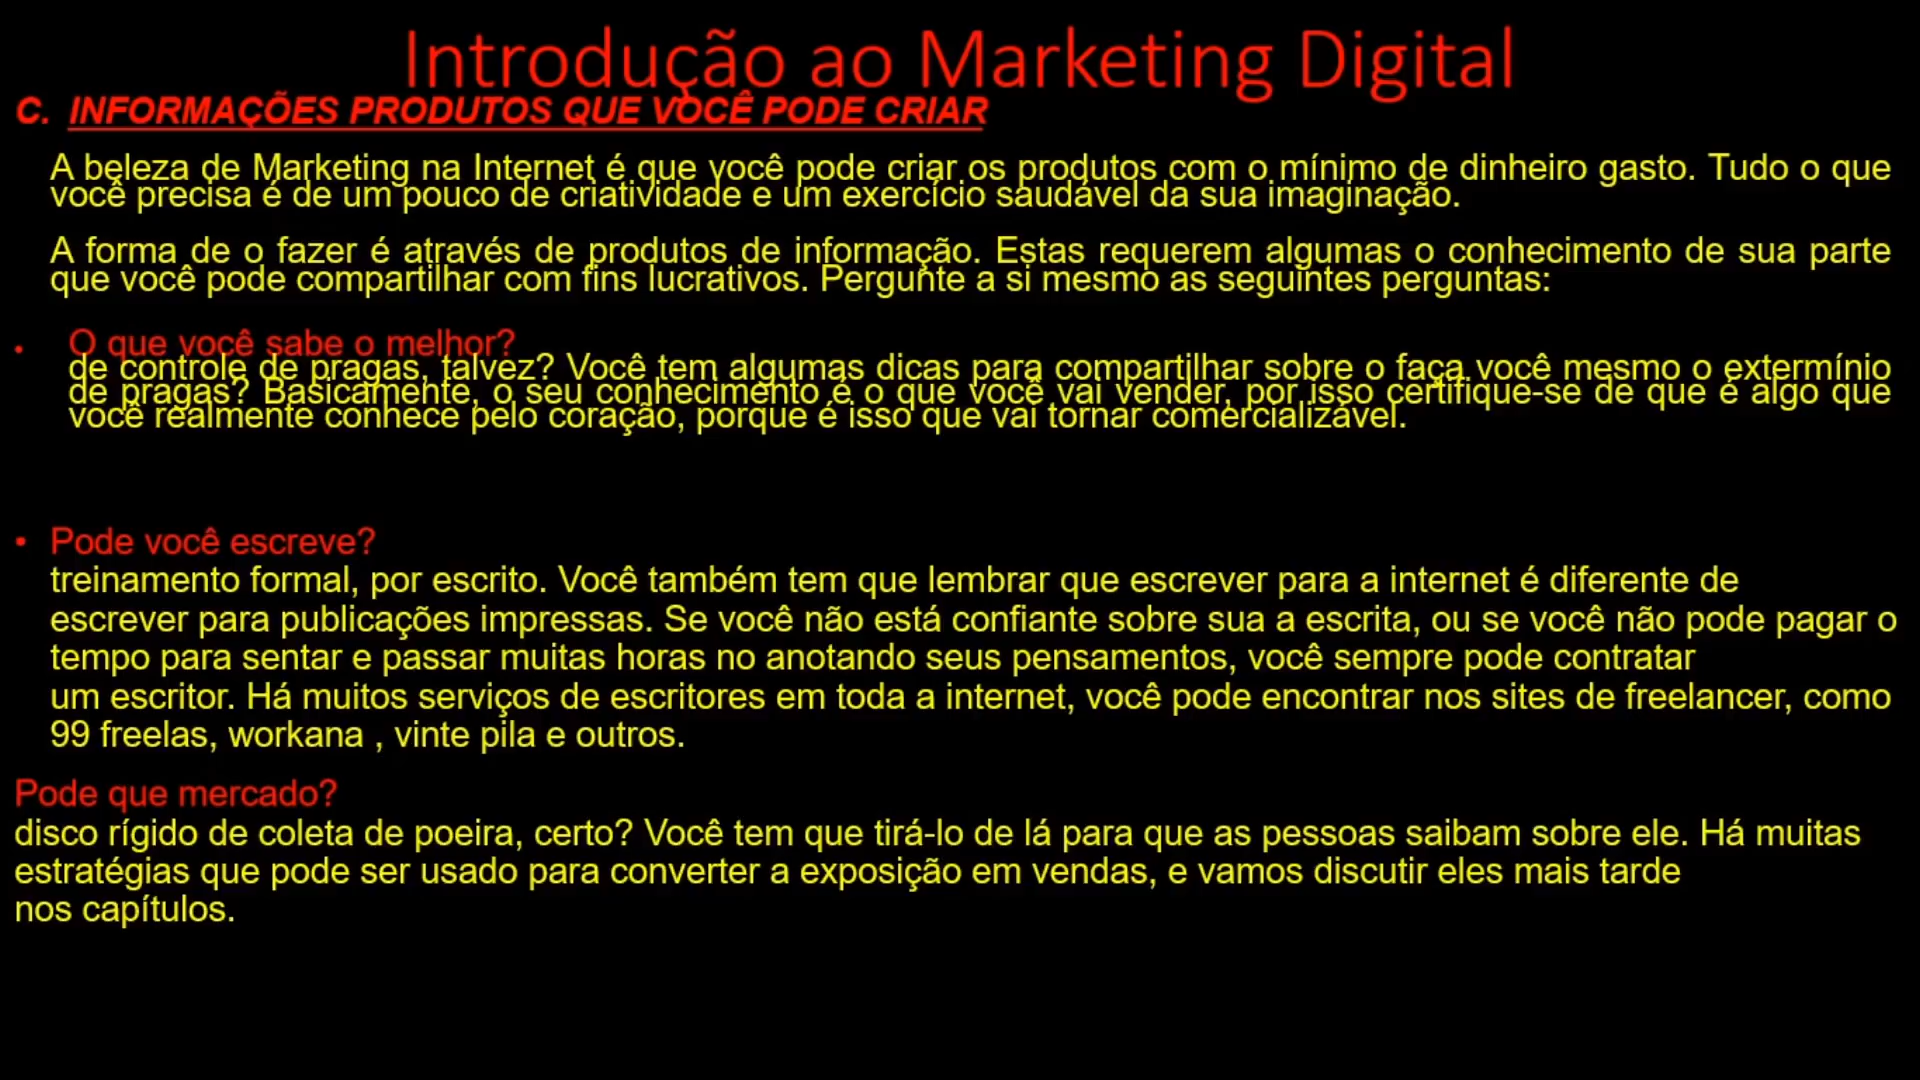 Introdução ao Marketing Digital
C. INFORMAÇÕES PRODUTOS QUE VOCÊ PODE CRIAR
A beleza de Marketing na Internet é que você pode criar os produtos com o mínimo de dinheiro gasto. Tudo o que
você precisa é de um pouco de criatividade e um exercício saudável da sua imaginação.
A forma de o fazer é através de produtos de informação. Estas requerem algumas o conhecimento de sua parte
que você pode compartilhar com fins lucrativos. Pergunte a si mesmo as seguintes perguntas:
• O que você sabe o melhor?
de controle de pragas, talvez? Você tem algumas dicas para compartilhar sobre o faça você mesmo o extermínio
de pragas? Basicamente, o seu conhecimento é o que você vai vender, por isso certifique-se de que é algo que
você realmente conhece pelo coração, porque é isso que vai tornar comercializável.
• Pode você escreve?
treinamento formal, por escrito. Você também tem que lembrar que escrever para a internet é diferente de
escrever para publicações impressas. Se você não está confiante sobre sua a escrita, ou se você não pode pagar o
tempo para sentar e passar muitas horas no anotando seus pensamentos, você sempre pode contratar
um escritor. Há muitos serviços de escritores em toda a internet, você pode encontrar nos sites de freelancer, como
99 freelas, workana , vinte pila e outros.
Pode que mercado?
disco rígido de coleta de poeira, certo? Você tem que tirá-lo de lá para que as pessoas saibam sobre ele. Há muitas
estratégias que pode ser usado para converter a exposição em vendas, e vamos discutir eles mais tarde
nos capítulos.